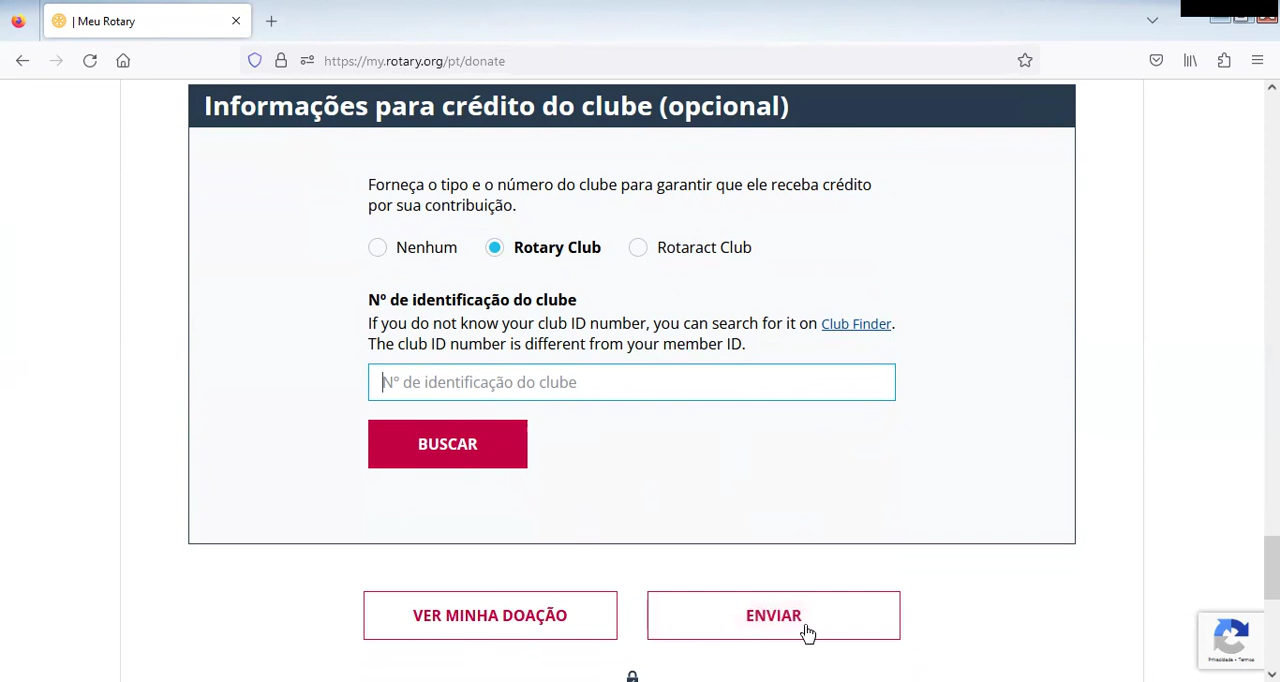 | Meu Rotary
https://my.rotary.org/pt/donate
Informações para crédito do clube (opcional)
Forneça o tipo e o número do clube para garantir que ele receba crédito
por sua contribuição.
Nenhum Rotary Club Rotaract Club
Nº de identificação do clube
If you do not know your club ID number, you can search for it on Club Finder.
The club ID number is different from your member ID.
Nº de identificação do clube
BUSCAR
VER MINHA DOAÇÃO ENVIAR
Privacidade - Termos